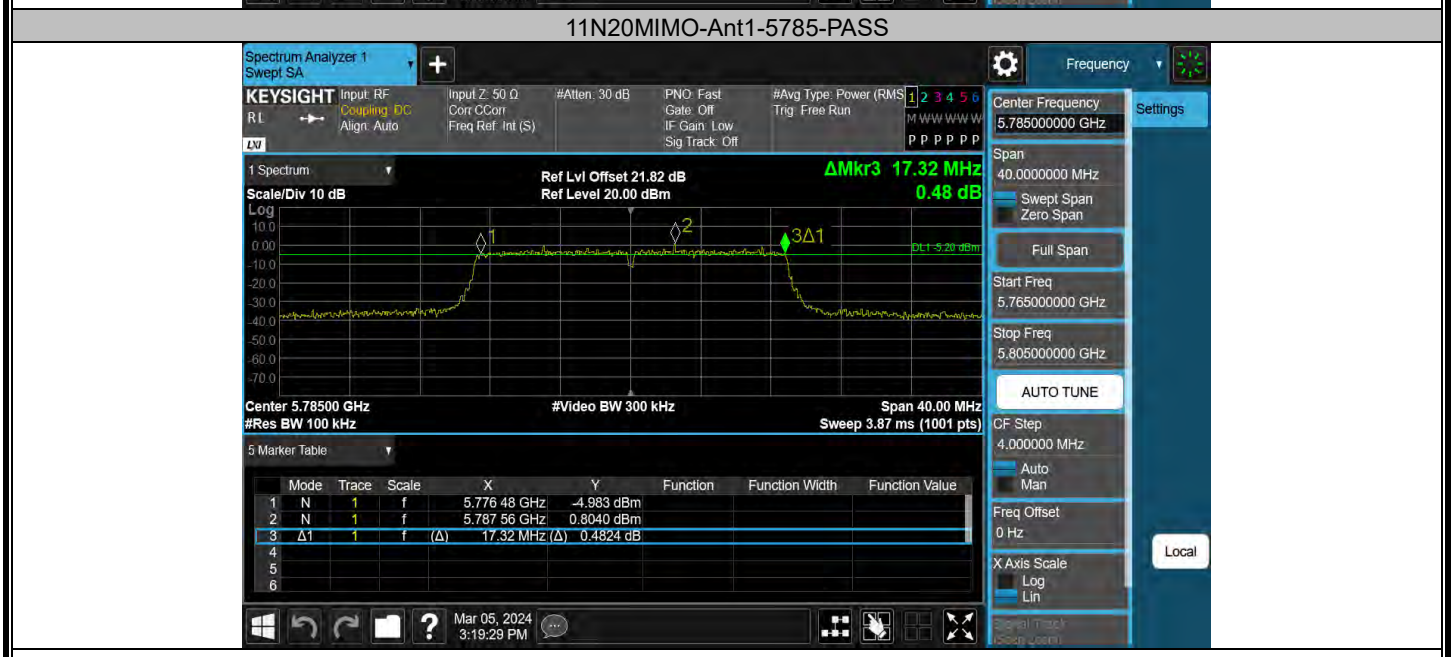 11N20MIMO-Ant1-5785-PASS
Spectrum Analyzer 1
Swept SA
+
Frequency
KEYSIGHT
RL
LXI
Input: RF
Coupling: DC
Align: Auto
Input Z: 50 Ω
Corr CCorr
Freq Ref: Int (S)
#Atten: 30 dB
PNO: Fast
Gate: Off
IF Gain: Low
Sig Track: Off
#Avg Type: Power (RMS
Trig: Free Run
1 2 3 4 5 6
M W W W W W
P P P P P P
1 Spectrum
Scale/Div 10 dB
Ref Lvl Offset 21.82 dB
Ref Level 20.00 dBm
ΔMkr3 17.32 MHz
0.48 dB
Log
10.0
0.00
-10.0
-20.0
-30.0
-40.0
-50.0
-60.0
-70.0
1
2
3Δ1
DL1 -5.20 dBm
Center 5.78500 GHz
#Video BW 300 kHz
Span 40.00 MHz
#Res BW 100 kHz
Sweep 3.87 ms (1001 pts)
5 Marker Table
Mode Trace Scale X Y Function Function Width Function Value
1 N 1 f 5.776 48 GHz -4.983 dBm
2 N 1 f 5.787 56 GHz 0.8040 dBm
3 Δ1 1 f (Δ) 17.32 MHz (Δ) 0.4824 dB
4
5
6
Center Frequency
5.785000000 GHz
Settings
Span
40.0000000 MHz
Swept Span
Zero Span
Full Span
Start Freq
5.765000000 GHz
Stop Freq
5.805000000 GHz
AUTO TUNE
CF Step
4.000000 MHz
Auto
Man
Freq Offset
0 Hz
X Axis Scale
Log
Lin
Signal Track
Local
?
Mar 05, 2024
3:19:29 PM